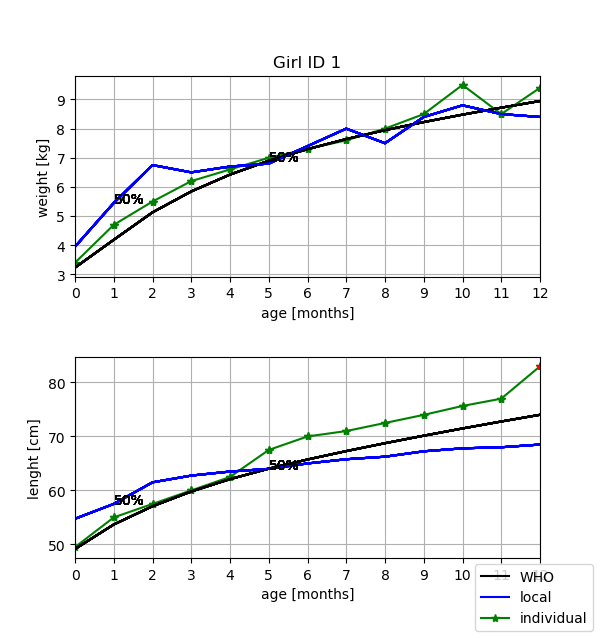 Girl ID 1
9
8
7
6
5
4
3
weight [kg]
50%
50%
0 1 2 3 4 5 6 7 8 9 10 11 12
age [months]
80
70
60
50
lenght [cm]
50%
50%
0 1 2 3 4 5 6 7 8 9 10 11 12
age [months]
WHO
local
individual